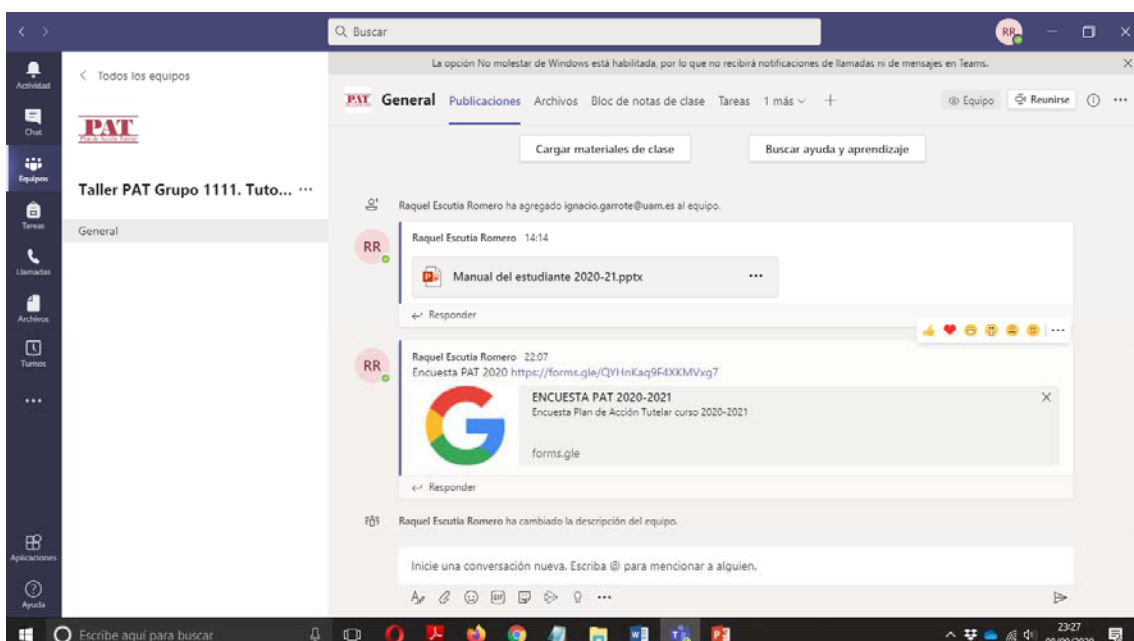 Buscar
RR
La opción No molestar de Windows está habilitada, por lo que no recibirá notificaciones de llamadas ni de mensajes en Teams.
Actividad
Chat
Equipos
Tareas
Llamadas
Archivos
Turnos
Aplicaciones
Ayuda
Todos los equipos
PAT
Plan de Acción Tutelar
Taller PAT Grupo 1111. Tuto... ...
General
PAT General Publicaciones Archivos Bloc de notas de clase Tareas 1 más Equipo Reunirse
Cargar materiales de clase Buscar ayuda y aprendizaje
Raquel Escutia Romero ha agregado ignacio.garrote@uam.es al equipo.
RR
Raquel Escutia Romero 14:14
Manual del estudiante 2020-21.pptx
Responder
RR
Raquel Escutia Romero 22:07
Encuesta PAT 2020 https://forms.gle/QYHnKaq9F4XKMVxg7
ENCUESTA PAT 2020-2021
Encuesta Plan de Acción Tutelar curso 2020-2021
forms.gle
Responder
Raquel Escutia Romero ha cambiado la descripción del equipo.
Inicie una conversación nueva. Escriba @ para mencionar a alguien.
GIF
Escribe aquí para buscar
23:27